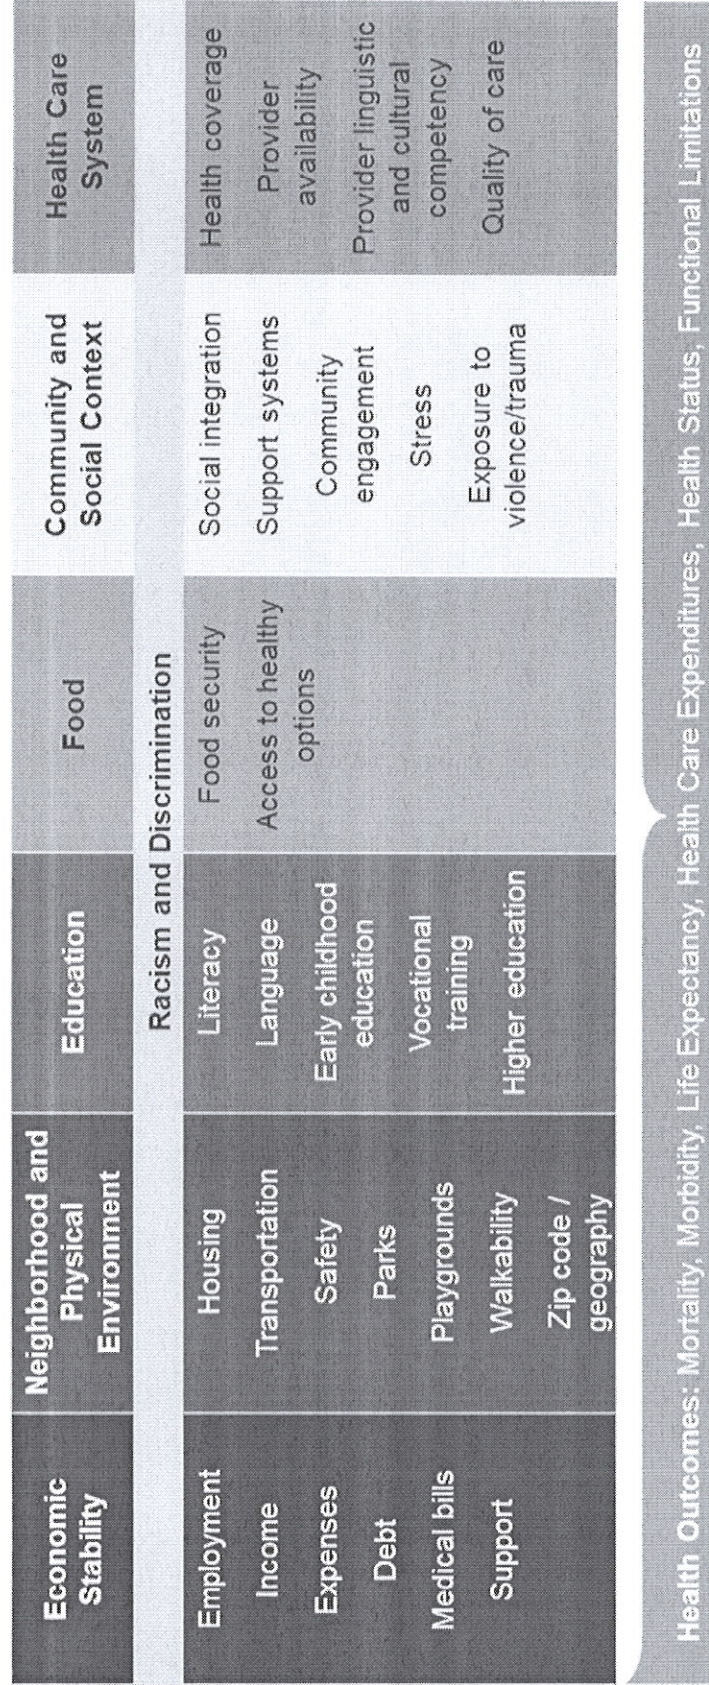 Economic
Stability
Neighborhood and
Physical
Environment
Education
Food
Community and
Social Context
Health Care
System
Racism and Discrimination
Employment
Income
Expenses
Debt
Medical bills
Support
Housing
Transportation
Safety
Parks
Playgrounds
Walkability
Zip code /
geography
Literacy
Language
Early childhood
education
Vocational
training
Higher education
Food security
Access to healthy
options
Social integration
Support systems
Community
engagement
Stress
Exposure to
violence/trauma
Health coverage
Provider
availability
Provider linguistic
and cultural
competency
Quality of care
Health Outcomes: Mortality, Morbidity, Life Expectancy, Health Care Expenditures, Health Status, Functional Limitations